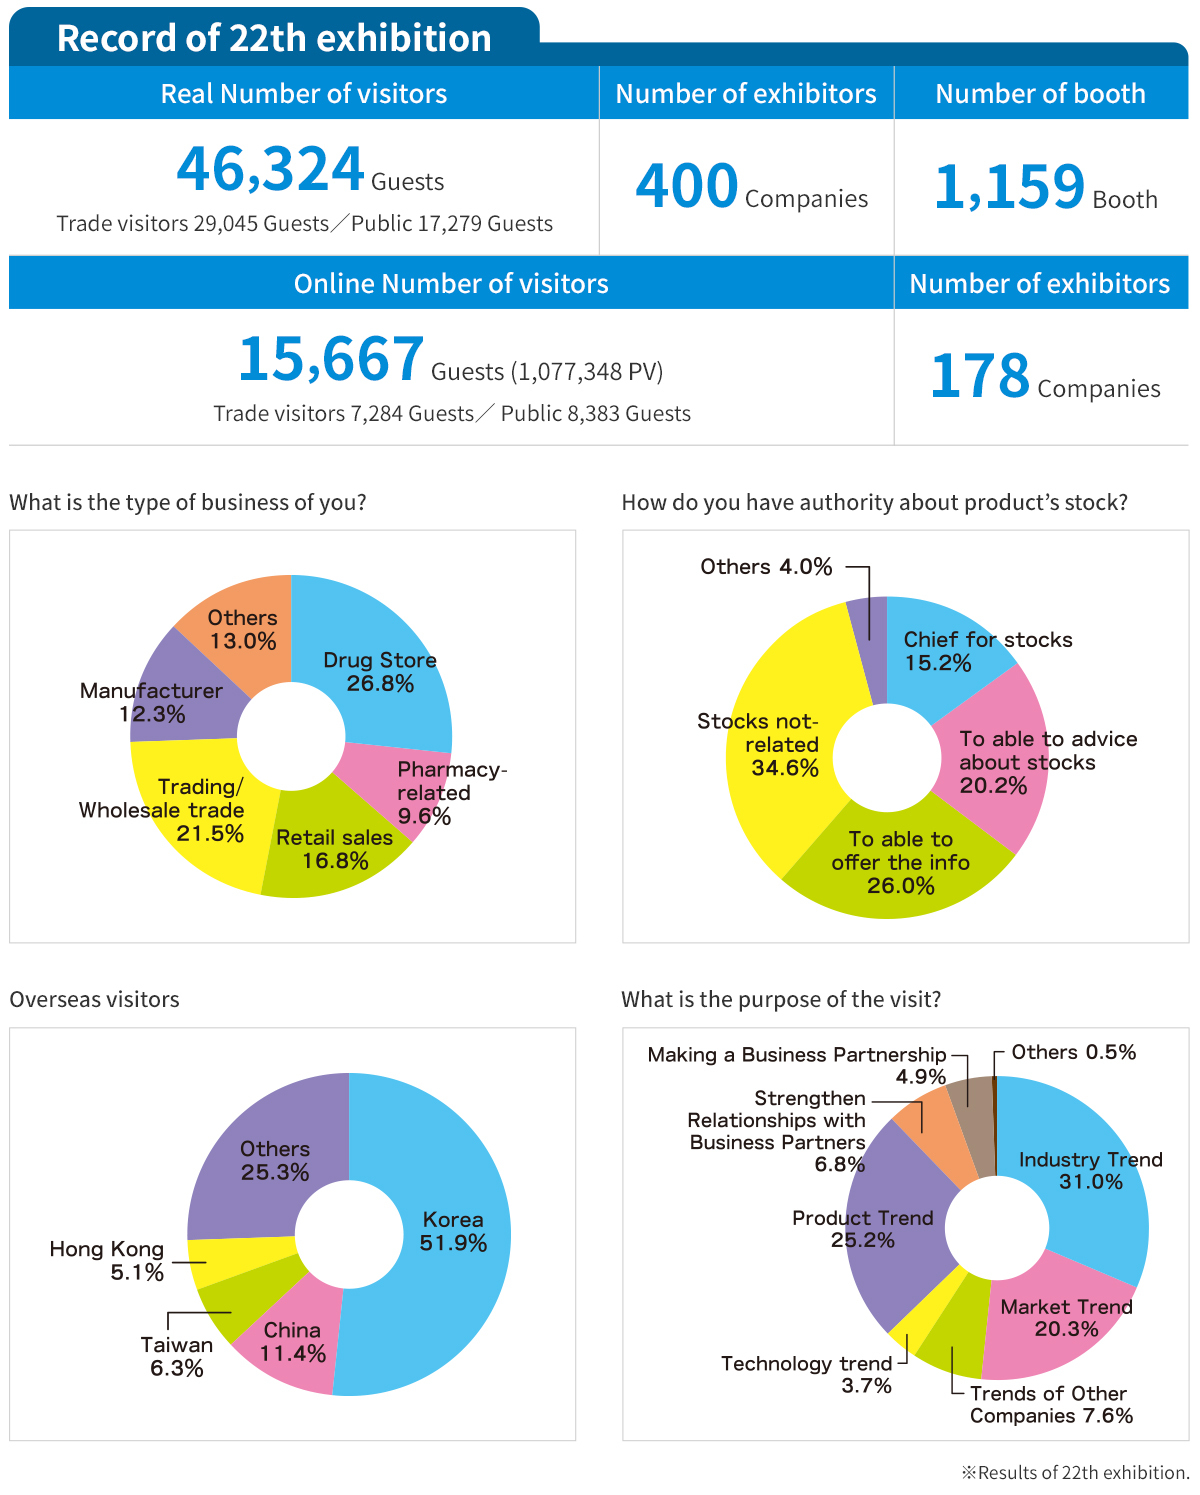 Record of 22th exhibition
Real Number of visitors
Number of exhibitors
Number of booth
46,324 Guests
Trade visitors 29,045 Guests／Public 17,279 Guests
400 Companies
1,159 Booth
Online Number of visitors
Number of exhibitors
15,667 Guests (1,077,348 PV)
Trade visitors 7,284 Guests／ Public 8,383 Guests
178 Companies
What is the type of business of you?
Others
13.0%
Drug Store
26.8%
Manufacturer
12.3%
Pharmacy-
related
9.6%
Trading/
Wholesale trade
21.5%
Retail sales
16.8%
How do you have authority about product’s stock?
Others 4.0%
Chief for stocks
15.2%
Stocks not-
related
34.6%
To able to advice
about stocks
20.2%
To able to
offer the info
26.0%
Overseas visitors
Others
25.3%
Korea
51.9%
Hong Kong
5.1%
Taiwan
6.3%
China
11.4%
What is the purpose of the visit?
Making a Business Partnership
4.9%
Others 0.5%
Strengthen
Relationships with
Business Partners
6.8%
Industry Trend
31.0%
Product Trend
25.2%
Market Trend
20.3%
Technology trend
3.7%
Trends of Other
Companies 7.6%
※Results of 22th exhibition.